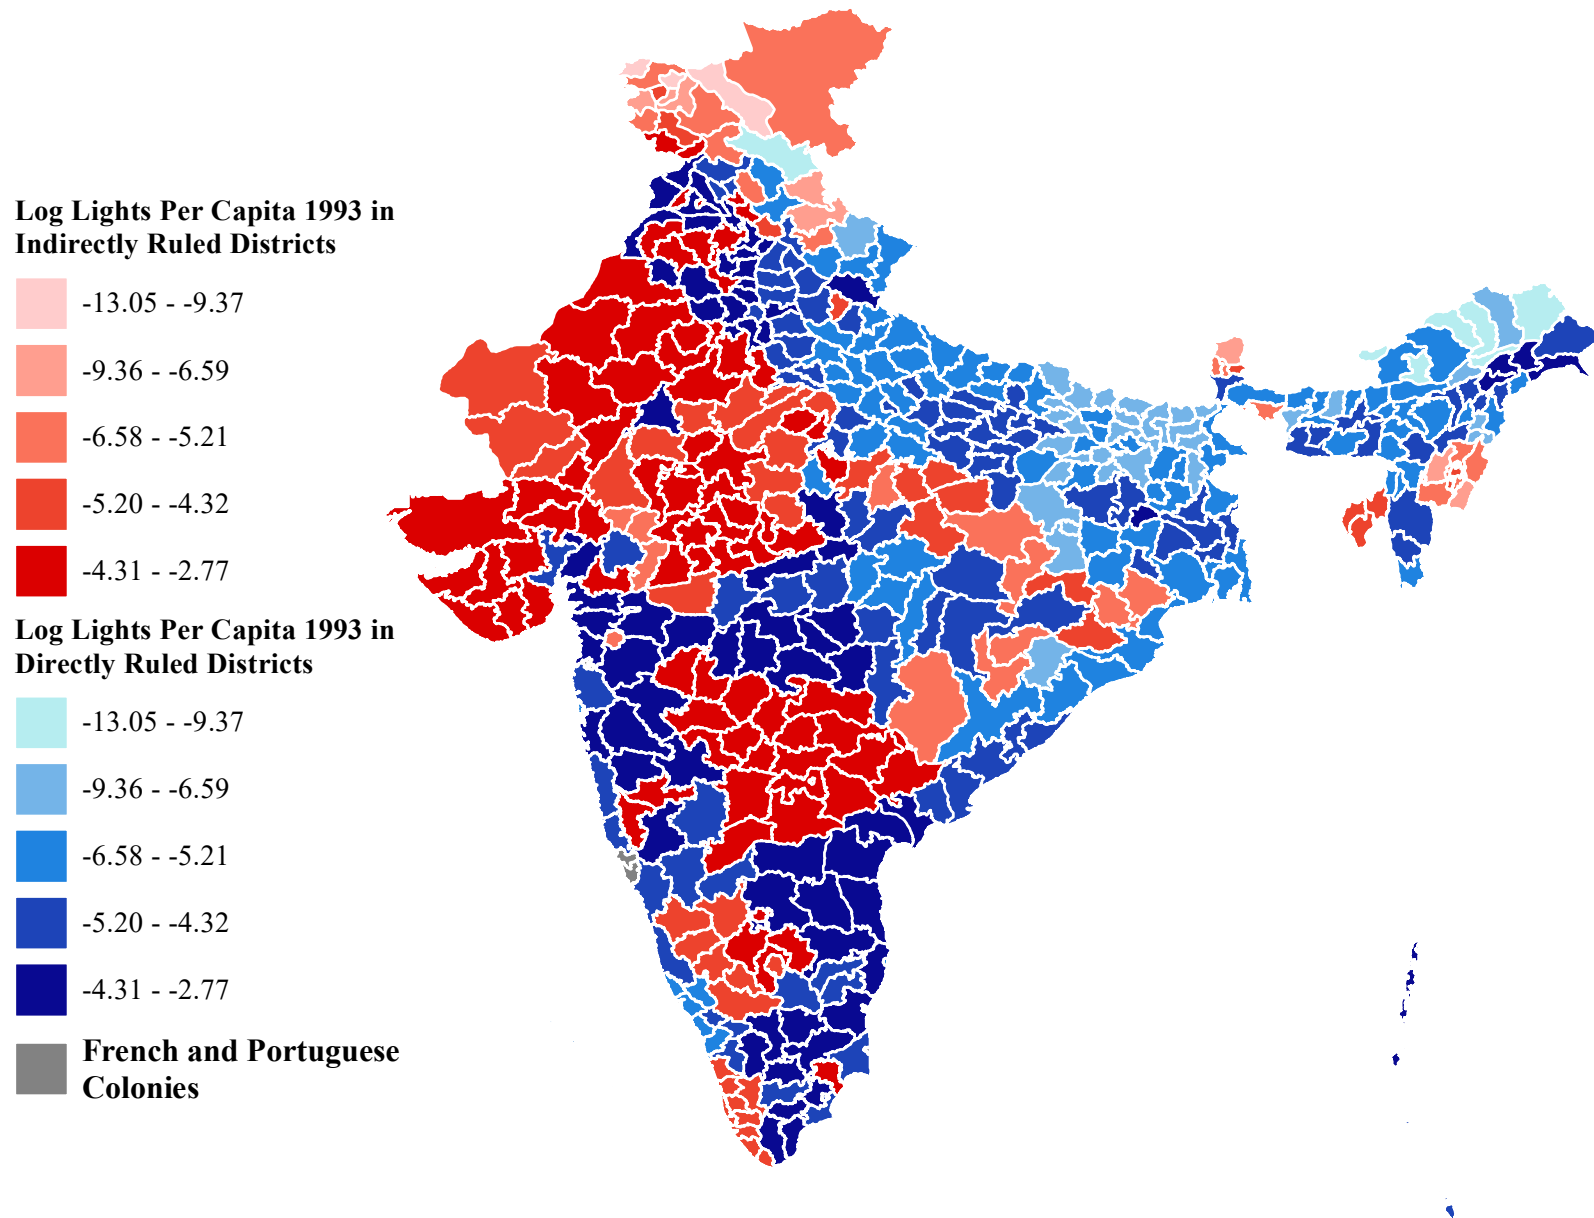 Log Lights Per Capita 1993 in
Indirectly Ruled Districts
-13.05 - -9.37
-9.36 - -6.59
-6.58 - -5.21
-5.20 - -4.32
-4.31 - -2.77
Log Lights Per Capita 1993 in
Directly Ruled Districts
-13.05 - -9.37
-9.36 - -6.59
-6.58 - -5.21
-5.20 - -4.32
-4.31 - -2.77
French and Portuguese
Colonies